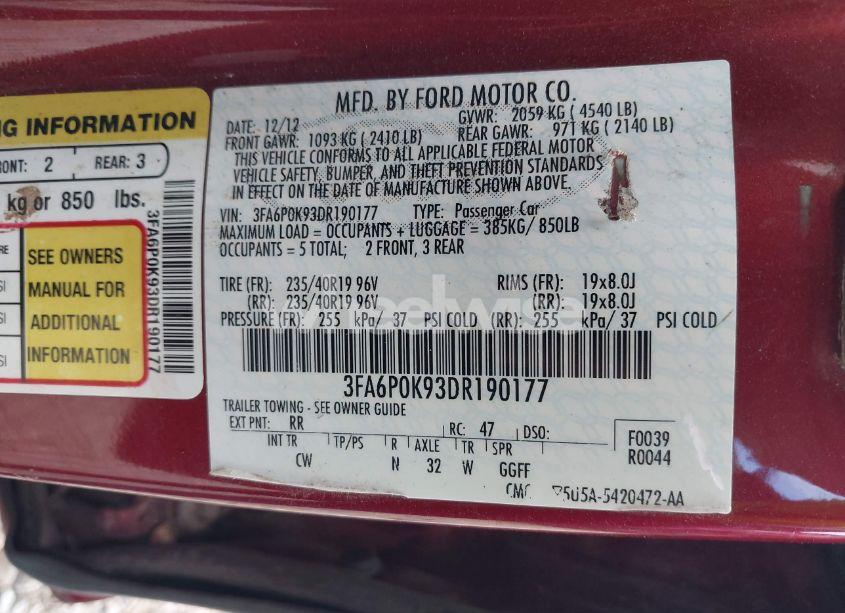 NG INFORMATION
FRONT: 2 REAR: 3
kg or 850 lbs.
SEE OWNERS
MANUAL FOR
ADDITIONAL
INFORMATION
3FA6P0K93DR190177
MFD. BY FORD MOTOR CO.
DATE: 12/12 GVWR: 2059 KG ( 4540 LB)
FRONT GAWR: 1093 KG ( 2410 LB) REAR GAWR: 971 KG ( 2140 LB)
THIS VEHICLE CONFORMS TO ALL APPLICABLE FEDERAL MOTOR
VEHICLE SAFETY, BUMPER, AND THEFT PREVENTION STANDARDS
IN EFFECT ON THE DATE OF MANUFACTURE SHOWN ABOVE.
VIN: 3FA6P0K93DR190177 TYPE: Passenger Car
MAXIMUM LOAD = OCCUPANTS + LUGGAGE = 385KG/ 850LB
OCCUPANTS = 5 TOTAL; 2 FRONT, 3 REAR
TIRE (FR): 235/40R19 96V RIMS (FR): 19x8.0J
(RR): 235/40R19 96V (RR): 19x8.0J
PRESSURE (FR): 255 kPa/ 37 PSI COLD (RR): 255 kPa/ 37 PSI COLD
3FA6P0K93DR190177
TRAILER TOWING - SEE OWNER GUIDE
EXT PNT: RR RC: 47 DSO:
INT TR TP/PS R AXLE TR SPR
CW N 32 W GGFF
F0039
R0044
CMC 5U5A-5420472-AA